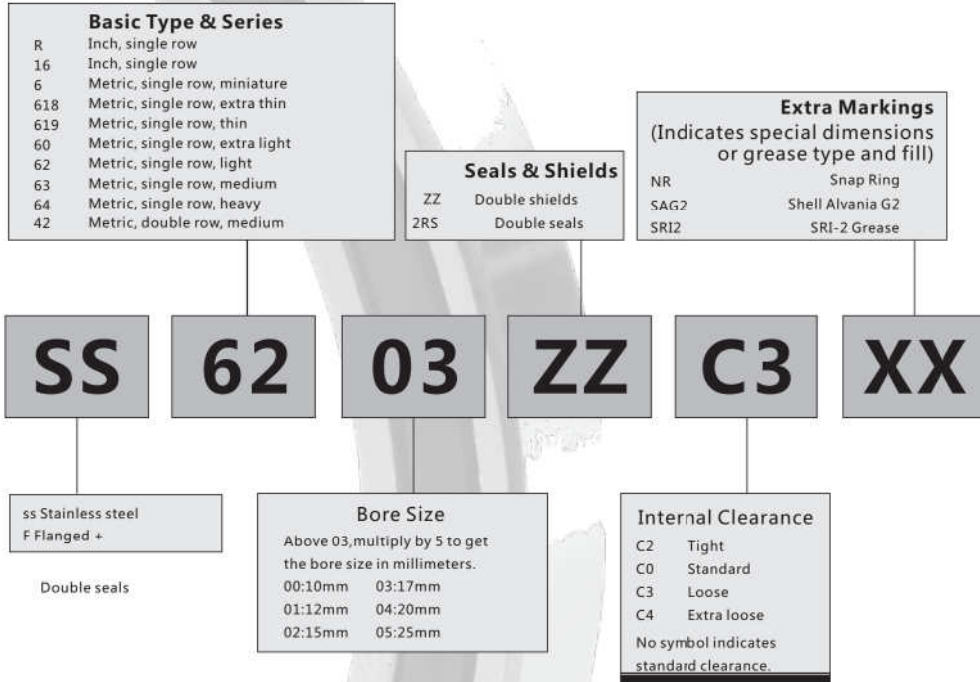 Basic Type & Series
R Inch, single row
16 Inch, single row
6 Metric, single row, miniature
618 Metric, single row, extra thin
619 Metric, single row, thin
60 Metric, single row, extra light
62 Metric, single row, light
63 Metric, single row, medium
64 Metric, single row, heavy
42 Metric, double row, medium
Seals & Shields
ZZ Double shields
2RS Double seals
Extra Markings
(Indicates special dimensions
or grease type and fill)
NR Snap Ring
SAG2 Shell Alvania G2
SRI2 SRI-2 Grease
SS 62 03 ZZ C3 XX
ss Stainless steel
F Flanged +
Double seals
Bore Size
Above 03,multiply by 5 to get
the bore size in millimeters.
00:10mm 03:17mm
01:12mm 04:20mm
02:15mm 05:25mm
Internal Clearance
C2 Tight
C0 Standard
C3 Loose
C4 Extra loose
No symbol indicates
standard clearance.